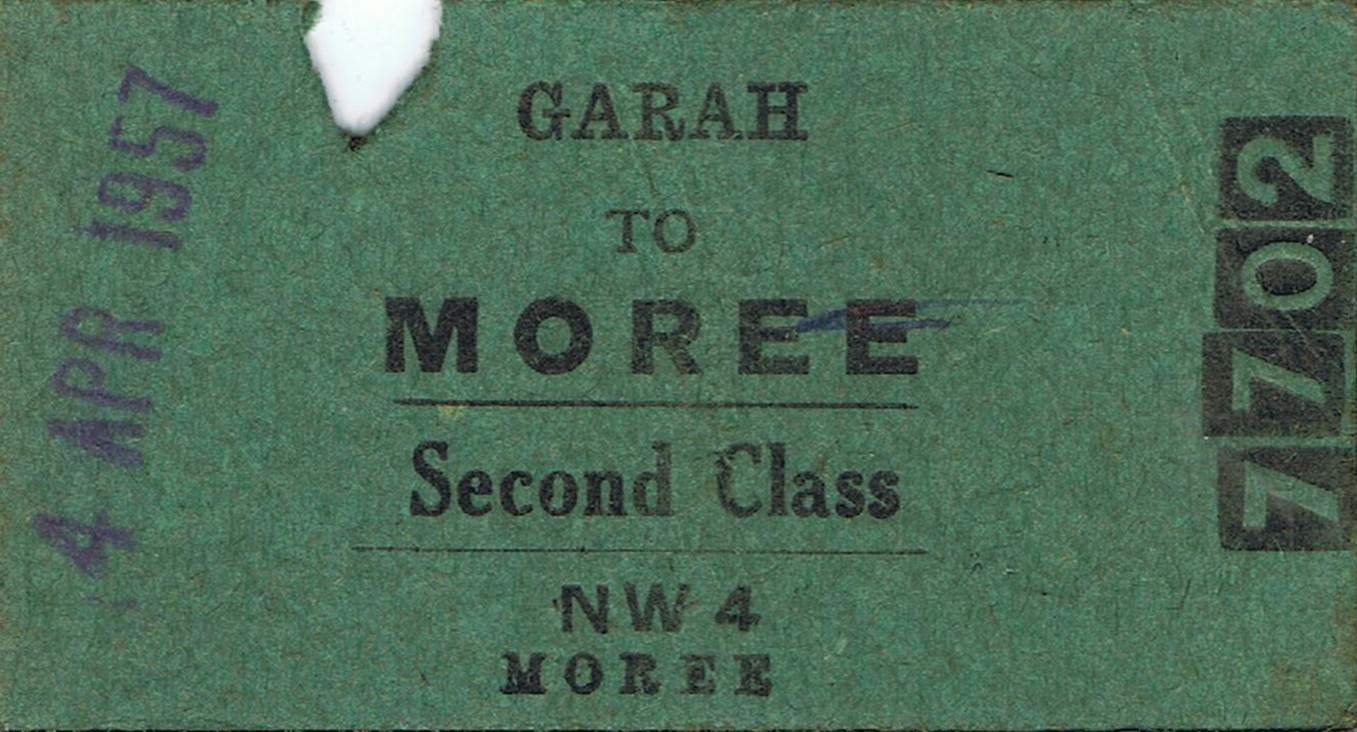 GARAH
TO
MOREE
Second Class
NW 4
MOREE
4 APR 1957
7702